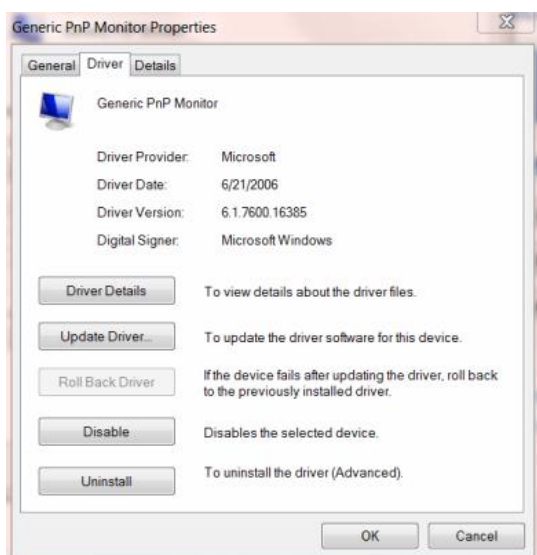 Generic PnP Monitor Properties
General Driver Details
Generic PnP Monitor
Driver Provider: Microsoft
Driver Date: 6/21/2006
Driver Version: 6.1.7600.16385
Digital Signer: Microsoft Windows
Driver Details To view details about the driver files.
Update Driver... To update the driver software for this device.
Roll Back Driver If the device fails after updating the driver, roll back
to the previously installed driver.
Disable Disables the selected device.
Uninstall To uninstall the driver (Advanced).
OK Cancel